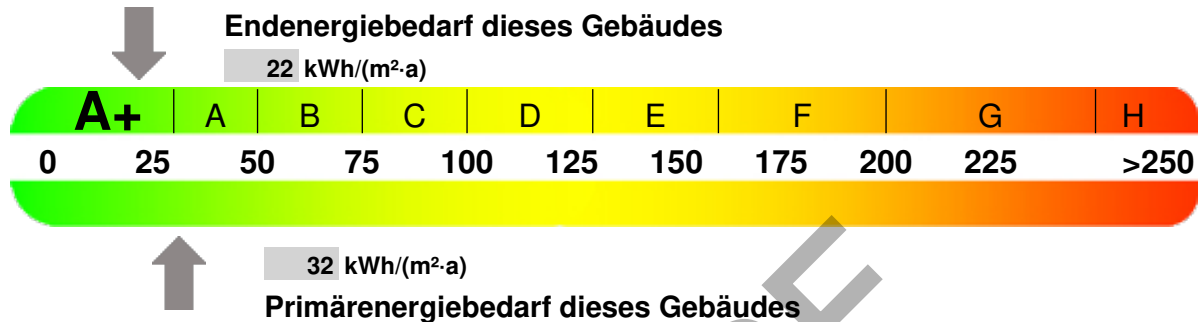 Endenergiebedarf dieses Gebäudes
22 kWh/(m²·a)
A+ A B C D E F G H
0 25 50 75 100 125 150 175 200 225 >250
32 kWh/(m²·a)
Primärenergiebedarf dieses Gebäudes